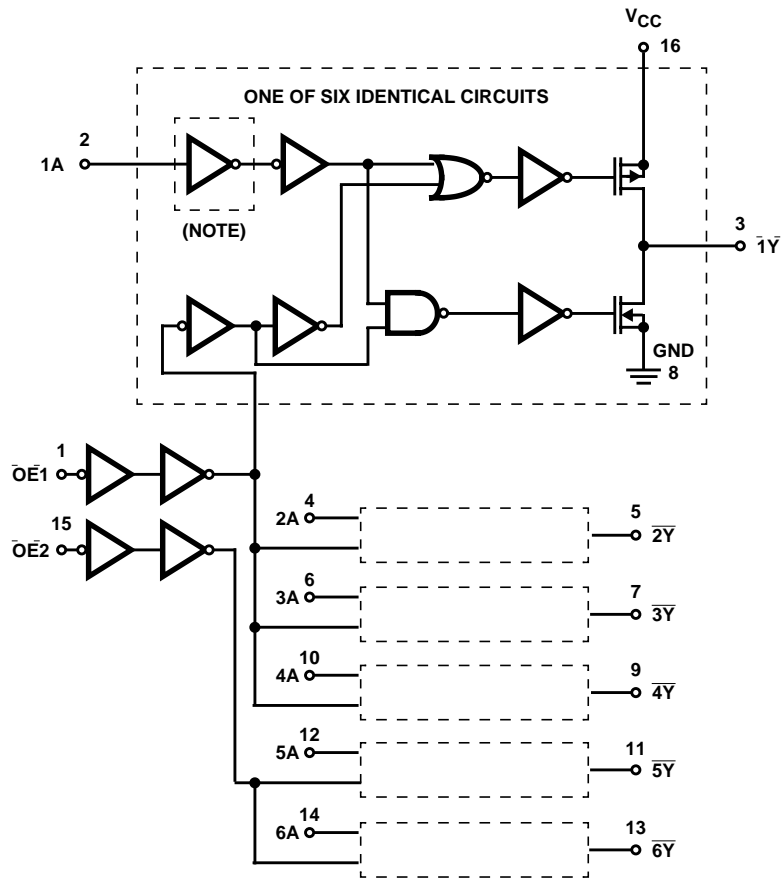 VCC
16
ONE OF SIX IDENTICAL CIRCUITS
2
1A
(NOTE)
3
1Y
GND
8
1
OE1
15
OE2
4
2A
5
2Y
6
3A
7
3Y
10
4A
9
4Y
12
5A
11
5Y
14
6A
13
6Y